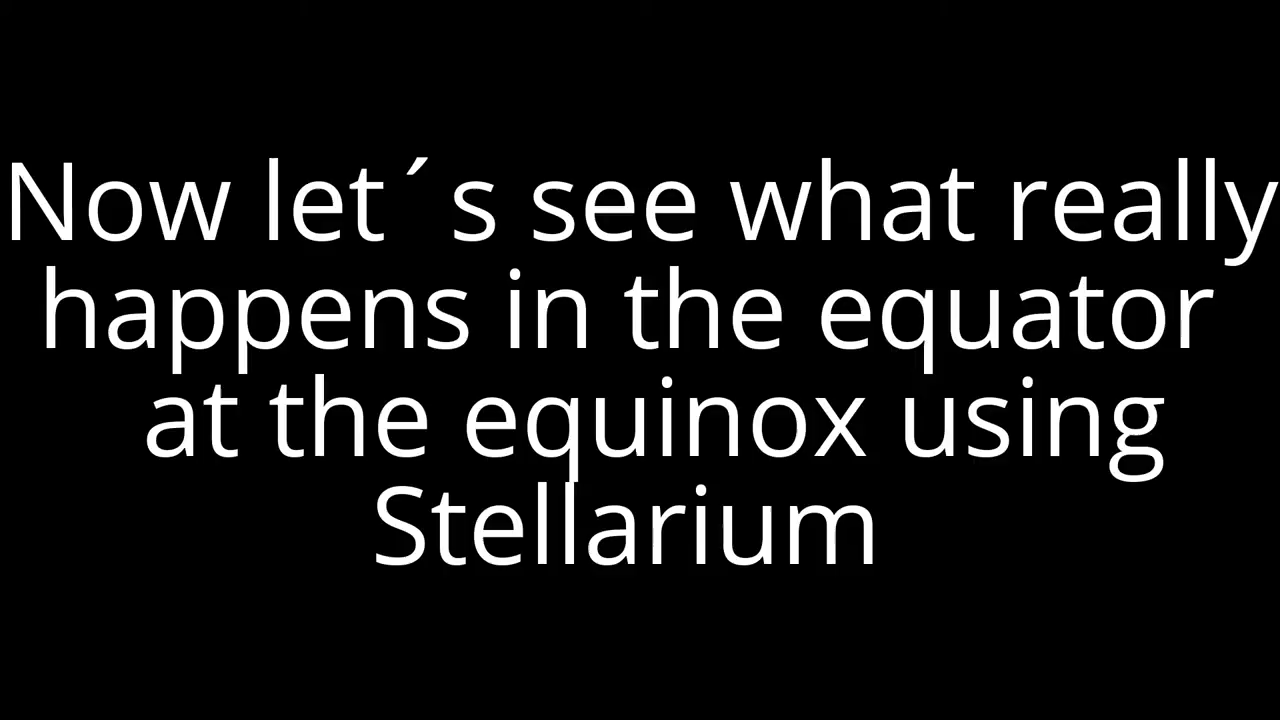 Now let´s see what really
happens in the equator
at the equinox using
Stellarium